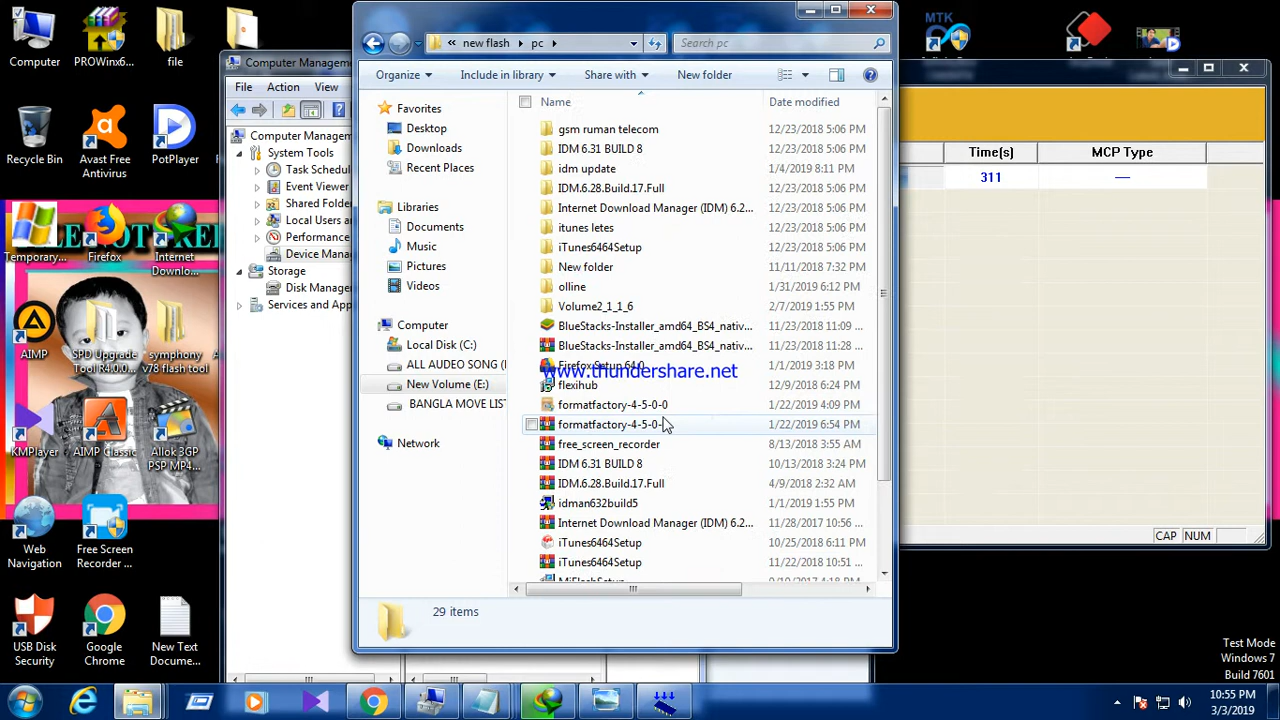 Computer
PROWinx6...
file
Recycle Bin
Avast Free
Antivirus
PotPlayer
Temporary...
Firefox
Internet
Downlo...
AIMP
SPD Upgrade
Tool R4.0.0...
symphony
v78 flash tool
KMPlayer
AIMP Classic
Allok 3GP
PSP MP4...
Web
Navigation
Free Screen
Recorder ...
USB Disk
Security
Google
Chrome
New Text
Docume...
Computer Manageme
File
Action
View
Computer Managem
System Tools
Task Schedul
Event Viewer
Shared Folder
Local Users a
Performance
Device Mana
Storage
Disk Manage
Services and App
new flash
pc
Search pc
Organize
Include in library
Share with
New folder
Favorites
Desktop
Downloads
Recent Places
Libraries
Documents
Music
Pictures
Videos
Computer
Local Disk (C:)
ALL AUDEO SONG (
New Volume (E:)
BANGLA MOVE LIST
Network
Name
Date modified
gsm ruman telecom 12/23/2018 5:06 PM
IDM 6.31 BUILD 8 12/23/2018 5:06 PM
idm update 1/4/2019 8:11 PM
IDM.6.28.Build.17.Full 12/23/2018 5:06 PM
Internet Download Manager (IDM) 6.2... 12/23/2018 5:06 PM
itunes letes 12/23/2018 5:06 PM
iTunes6464Setup 12/23/2018 5:06 PM
New folder 11/11/2018 7:32 PM
olline 1/31/2019 6:12 PM
Volume2_1_1_6 2/7/2019 1:55 PM
BlueStacks-Installer_amd64_BS4_nativ... 11/23/2018 11:09 ...
BlueStacks-Installer_amd64_BS4_nativ... 11/23/2018 11:28 ...
Firefox Setup 64.0 1/1/2019 3:18 PM
www.thundershare.net
flexihub 12/9/2018 6:24 PM
formatfactory-4-5-0-0 1/22/2019 4:09 PM
formatfactory-4-5-0- 1/22/2019 6:54 PM
free_screen_recorder 8/13/2018 3:55 AM
IDM 6.31 BUILD 8 10/13/2018 3:24 PM
IDM.6.28.Build.17.Full 4/9/2018 2:32 AM
idman632build5 1/1/2019 1:55 PM
Internet Download Manager (IDM) 6.2... 11/28/2017 10:56 ...
iTunes6464Setup 10/25/2018 6:11 PM
iTunes6464Setup 11/22/2018 10:51 ...
MiFlashSetup
29 items
MTK
Time(s)
MCP Type
311
—
CAP
NUM
Test Mode
Windows 7
Build 7601
10:55 PM
3/3/2019